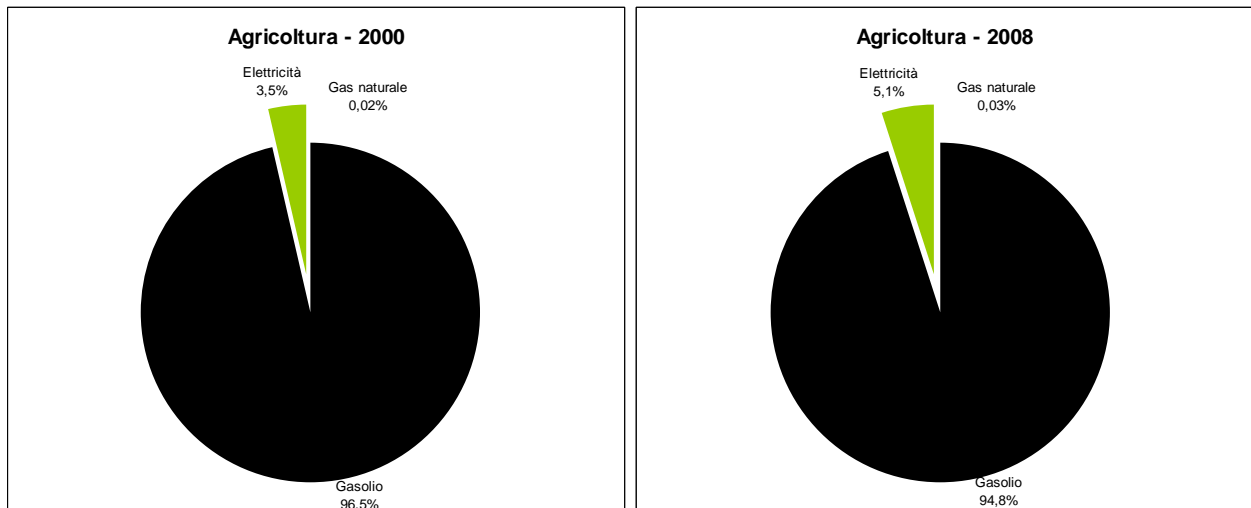 Agricoltura - 2000
Elettricità
3,5%
Gas naturale
0,02%
Gasolio
96,5%
Agricoltura - 2008
Elettricità
5,1%
Gas naturale
0,03%
Gasolio
94,8%